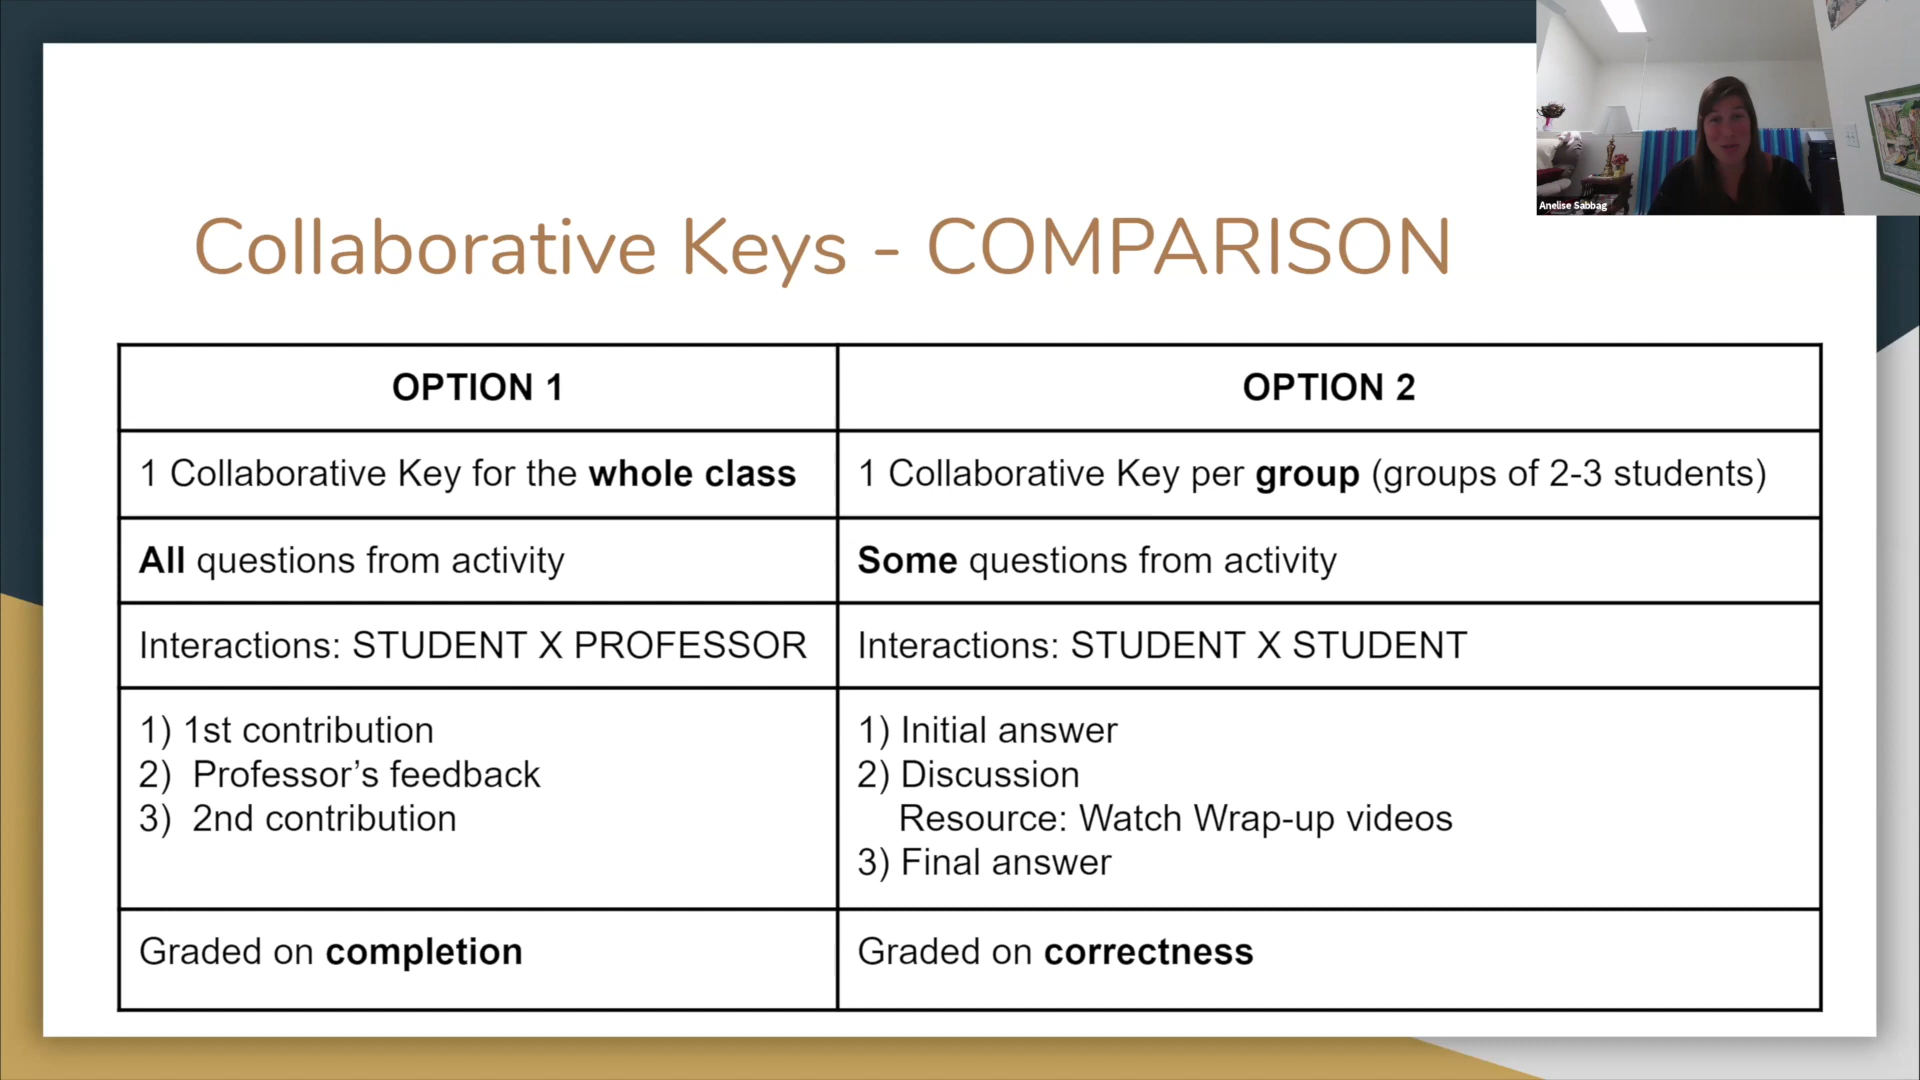 Anelise Sabbag
Collaborative Keys - COMPARISON
OPTION 1
OPTION 2
1 Collaborative Key for the whole class
1 Collaborative Key per group (groups of 2-3 students)
All questions from activity
Some questions from activity
Interactions: STUDENT X PROFESSOR
Interactions: STUDENT X STUDENT
1) 1st contribution
2) Professor’s feedback
3) 2nd contribution
1) Initial answer
2) Discussion
Resource: Watch Wrap-up videos
3) Final answer
Graded on completion
Graded on correctness